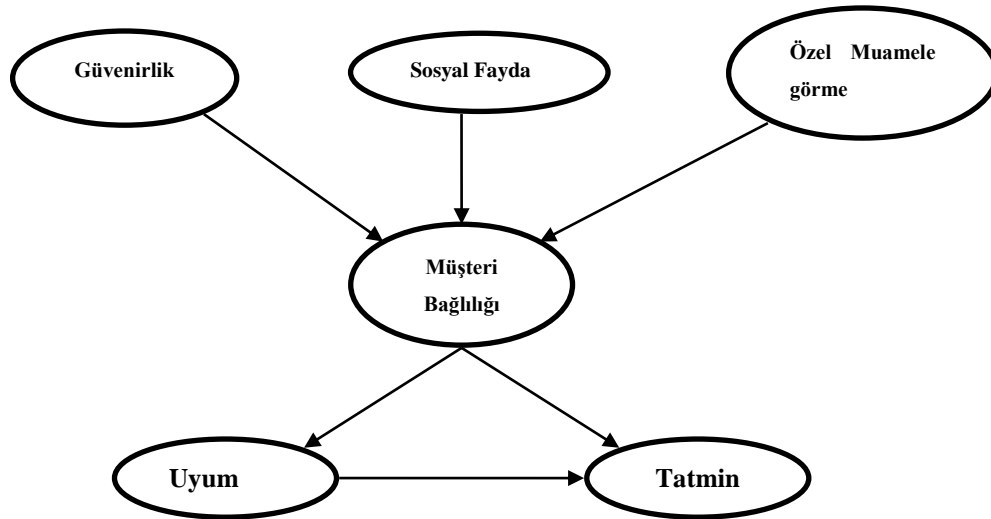 Güvenirlik
Sosyal Fayda
Özel Muamele
görme
Müşteri
Bağlılığı
Uyum
Tatmin